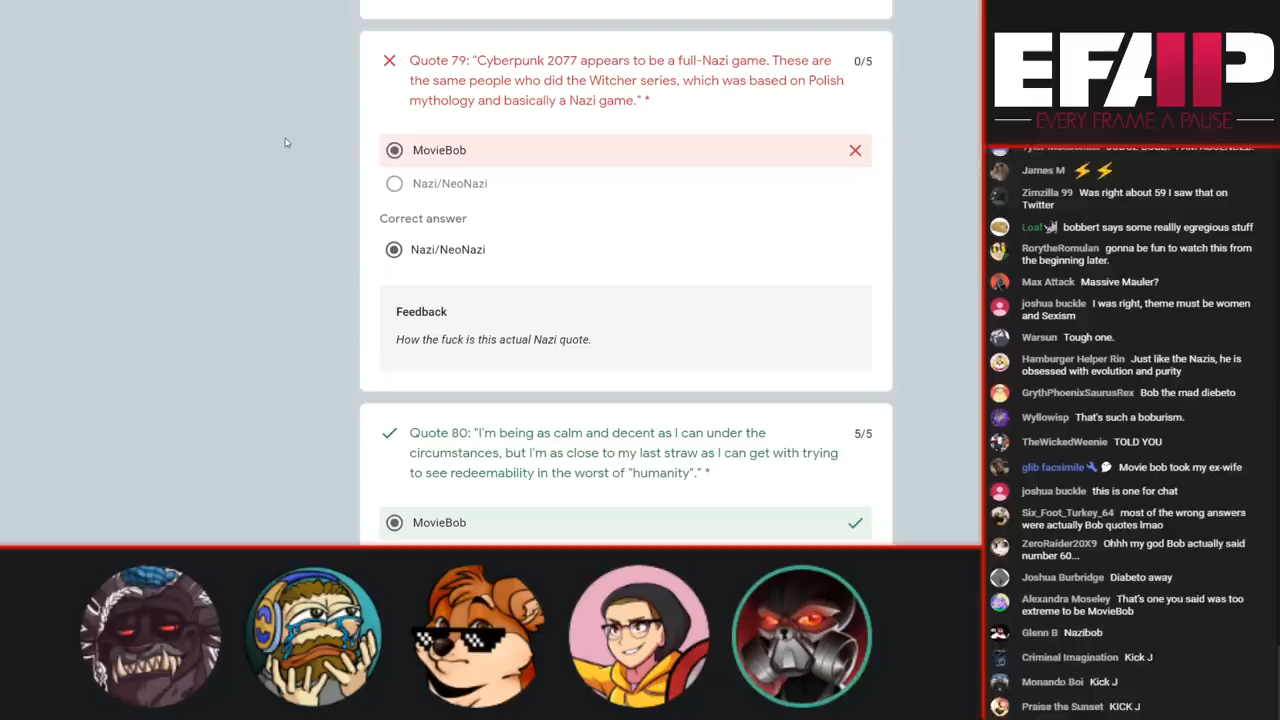 Quote 79: "Cyberpunk 2077 appears to be a full-Nazi game. These are
the same people who did the Witcher series, which was based on Polish
mythology and basically a Nazi game." *
0/5
MovieBob
Nazi/NeoNazi
Correct answer
Nazi/NeoNazi
Feedback
How the fuck is this actual Nazi quote.
Quote 80: "I'm being as calm and decent as I can under the
circumstances, but I'm as close to my last straw as I can get with trying
to see redeemability in the worst of "humanity"." *
5/5
MovieBob
EFAP
EVERY FRAME A PAUSE
James M ⚡⚡
Zimzilla 99 Was right about 59 I saw that on
Twitter
Loaf bobbert says some reallly egregious stuff
RorytheRomulan gonna be fun to watch this from
the beginning later.
Max Attack Massive Mauler?
joshua buckle I was right, theme must be women
and Sexism
Warsun Tough one.
Hamburger Helper Rin Just like the Nazis, he is
obsessed with evolution and purity
GrythPhoenixSaurusRex Bob the mad diebeto
Wyllowisp That's such a boburism.
TheWickedWeenie TOLD YOU
glib facsimile Movie bob took my ex-wife
joshua buckle this is one for chat
Six_Foot_Turkey_64 most of the wrong answers
were actually Bob quotes lmao
ZeroRaider20X9 Ohhh my god Bob actually said
number 60...
Joshua Burbridge Diabeto away
Alexandra Moseley That's one you said was too
extreme to be MovieBob
Glenn B Nazibob
Criminal Imagination Kick J
Monando Boi Kick J
Praise the Sunset KICK J